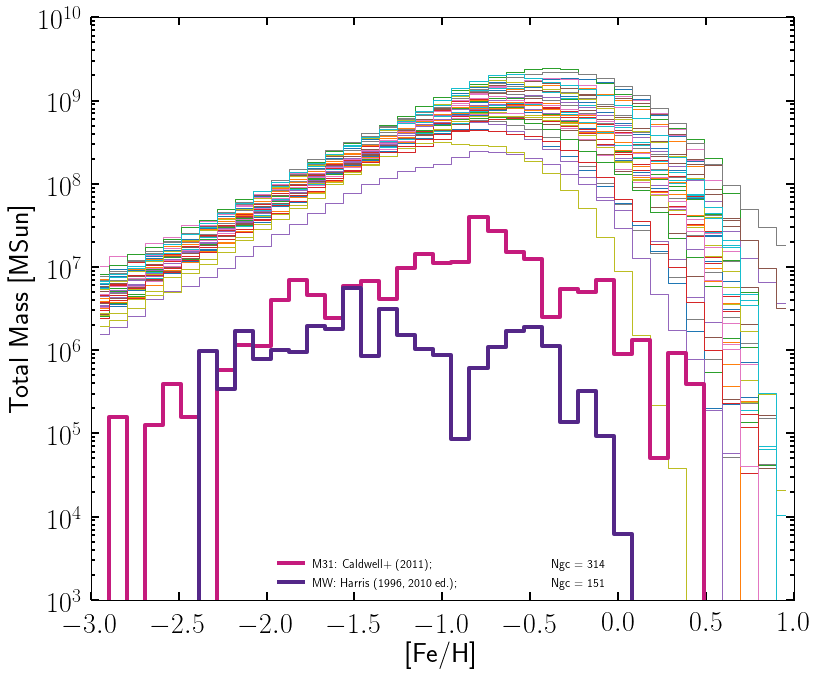 Total Mass [MSun]
10^10
10^9
10^8
10^7
10^6
10^5
10^4
10^3
M31: Caldwell+ (2011); Ngc = 314
MW: Harris (1996, 2010 ed.); Ngc = 151
−3.0 −2.5 −2.0 −1.5 −1.0 −0.5 0.0 0.5 1.0
[Fe/H]